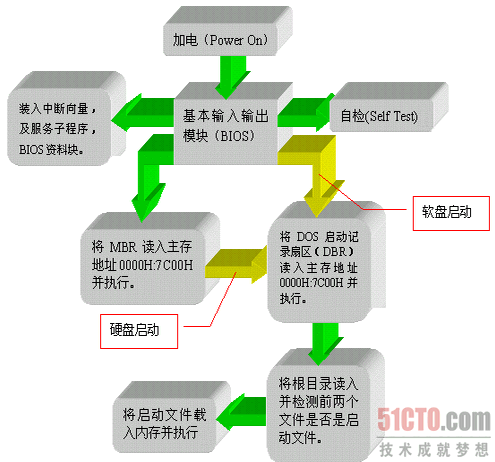 加电（Power On）
装入中断向量，
及服务子程序，
BIOS资料块。
基本输入输出
模块（BIOS）
自检(Self Test)
软盘启动
将 MBR 读入主存
地址 0000H:7C00H
并执行。
将 DOS 启动记
录扇区（DBR）
读入主存地址
0000H:7C00H 并
执行。
硬盘启动
将根目录读入
并检测前两个
文件是否是启
动文件。
将启动文件载
入内存并执行
51CTO.com
技术成就梦想